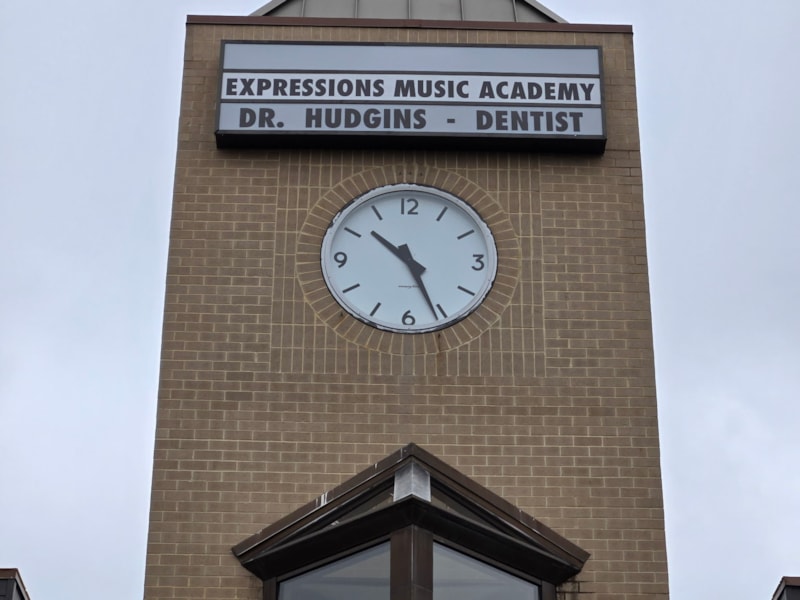 EXPRESSIONS MUSIC ACADEMY
DR. HUDGINS - DENTIST
12
9 3
6